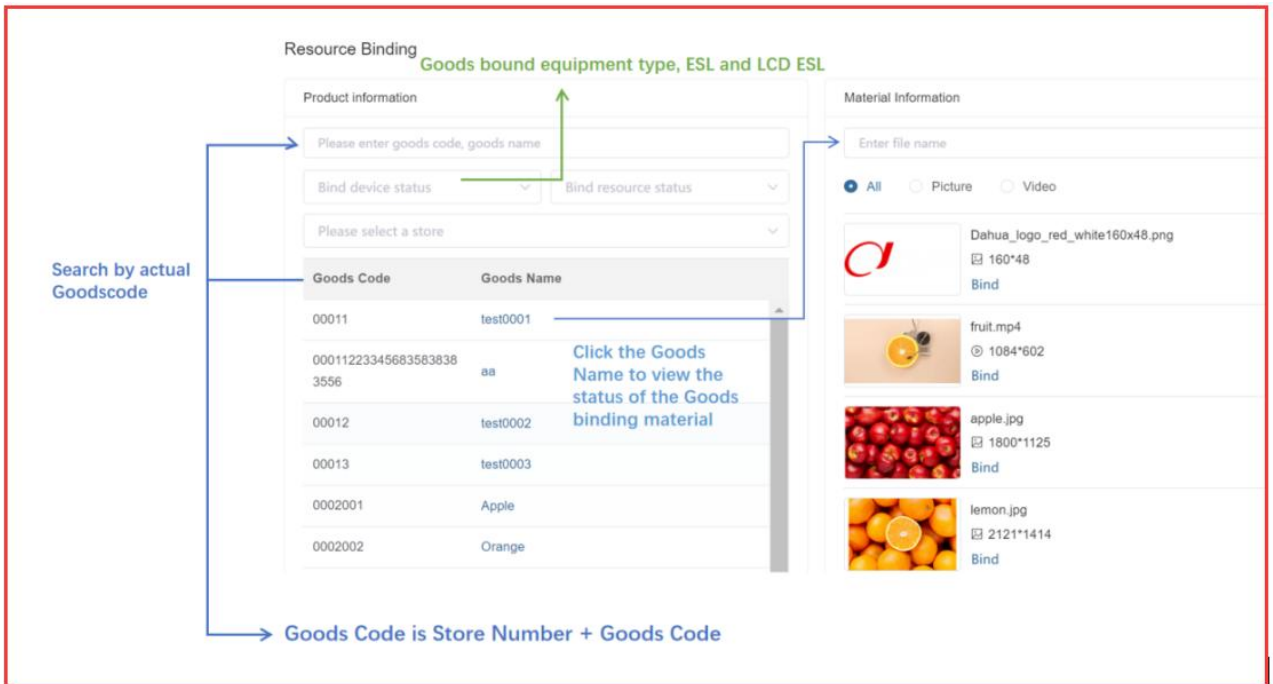 Resource Binding
Goods bound equipment type, ESL and LCD ESL
Product information
Please enter goods code, goods name
Bind device status
Bind resource status
Please select a store
Search by actual
Goodscode
Goods Code Goods Name
00011 test0001
00011223345683583838
3556
aa
Click the Goods
Name to view the
status of the Goods
binding material
00012 test0002
00013 test0003
0002001 Apple
0002002 Orange
Material Information
Enter file name
All Picture Video
Dahua_logo_red_white160x48.png
160*48
Bind
fruit.mp4
1084*602
Bind
apple.jpg
1800*1125
Bind
lemon.jpg
2121*1414
Bind
Goods Code is Store Number + Goods Code